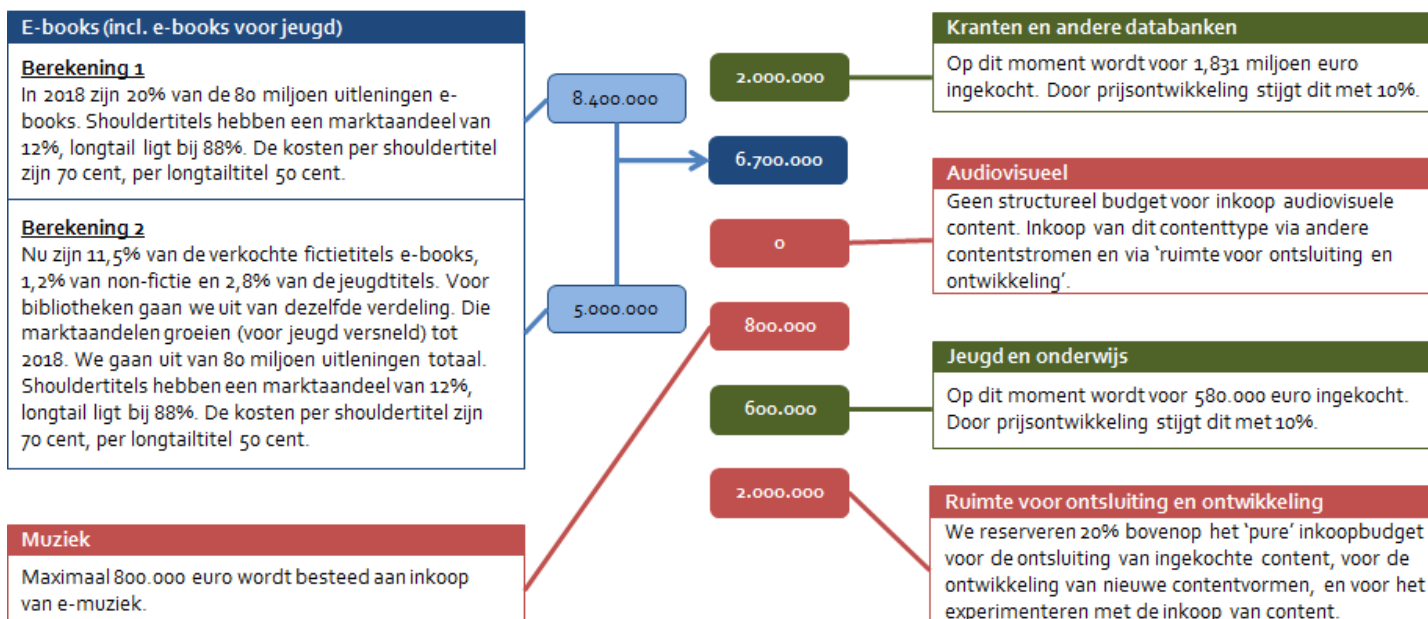 E-books (incl. e-books voor jeugd)
Berekening 1
In 2018 zijn 20% van de 80 miljoen uitleningen e-
books. Shouldertitels hebben een marktaandeel van
12%, longtail ligt bij 88%. De kosten per shouldertitel
zijn 70 cent, per longtailtitel 50 cent.
Berekening 2
Nu zijn 11,5% van de verkochte fictietitels e-books,
1,2% van non-fictie en 2,8% van de jeugdtitels. Voor
bibliotheken gaan we uit van dezelfde verdeling. Die
marktaandelen groeien (voor jeugd versneld) tot
2018. We gaan uit van 80 miljoen uitleningen totaal.
Shouldertitels hebben een marktaandeel van 12%,
longtail ligt bij 88%. De kosten per shouldertitel zijn
70 cent, per longtailtitel 50 cent.
Muziek
Maximaal 800.000 euro wordt besteed aan inkoop
van e-muziek.
8.400.000
5.000.000
2.000.000
6.700.000
0
800.000
600.000
2.000.000
Kranten en andere databanken
Op dit moment wordt voor 1,831 miljoen euro
ingekocht. Door prijsontwikkeling stijgt dit met 10%.
Audiovisueel
Geen structureel budget voor inkoop audiovisuele
content. Inkoop van dit contenttype via andere
contentstromen en via ‘ruimte voor ontsluiting en
ontwikkeling’.
Jeugd en onderwijs
Op dit moment wordt voor 580.000 euro ingekocht.
Door prijsontwikkeling stijgt dit met 10%.
Ruimte voor ontsluiting en ontwikkeling
We reserveren 20% bovenop het ‘pure’ inkoopbudget
voor de ontsluiting van ingekochte content, voor de
ontwikkeling van nieuwe contentvormen, en voor het
experimenteren met de inkoop van content.